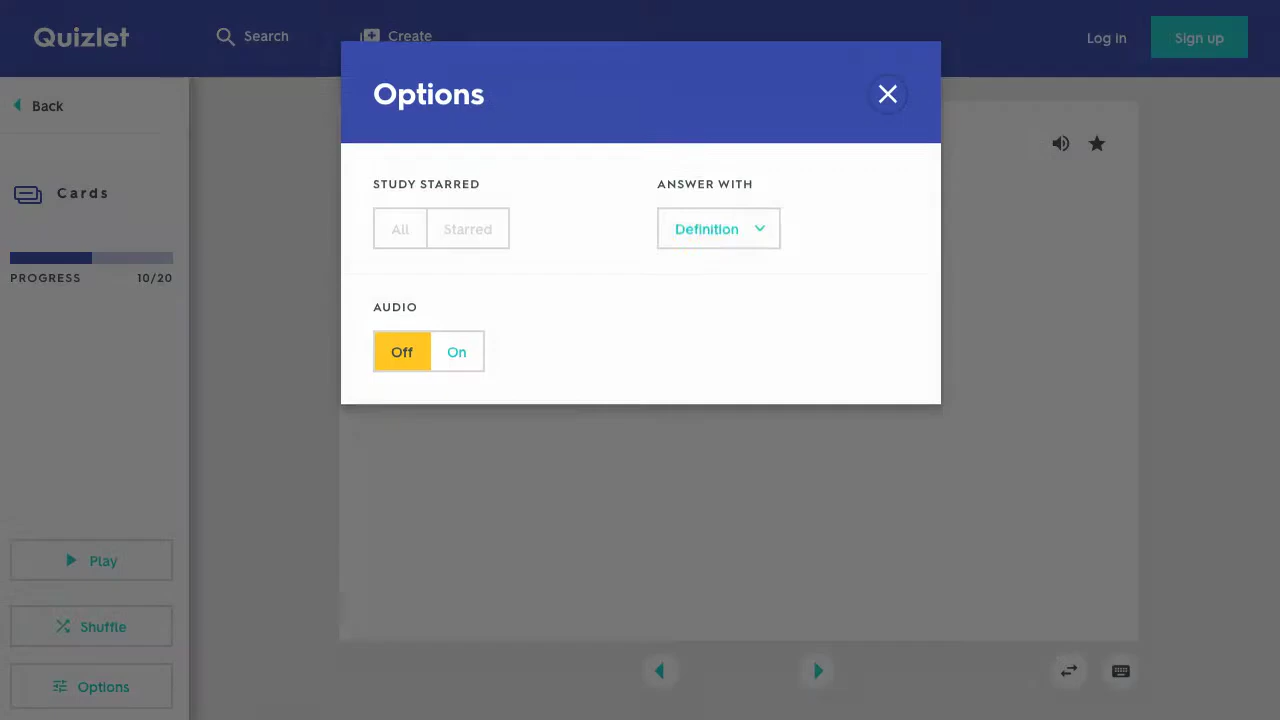 Quizlet
Search
Create
Log in
Sign up
Back
Options
Cards
STUDY STARRED
ANSWER WITH
All
Starred
Definition
PROGRESS
10/20
AUDIO
Off
On
Play
Shuffle
Options